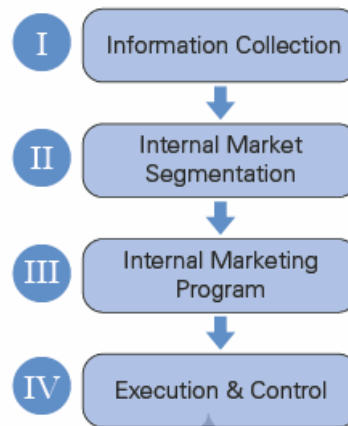 I
Information Collection
II
Internal Market
Segmentation
III
Internal Marketing
Program
IV
Execution & Control